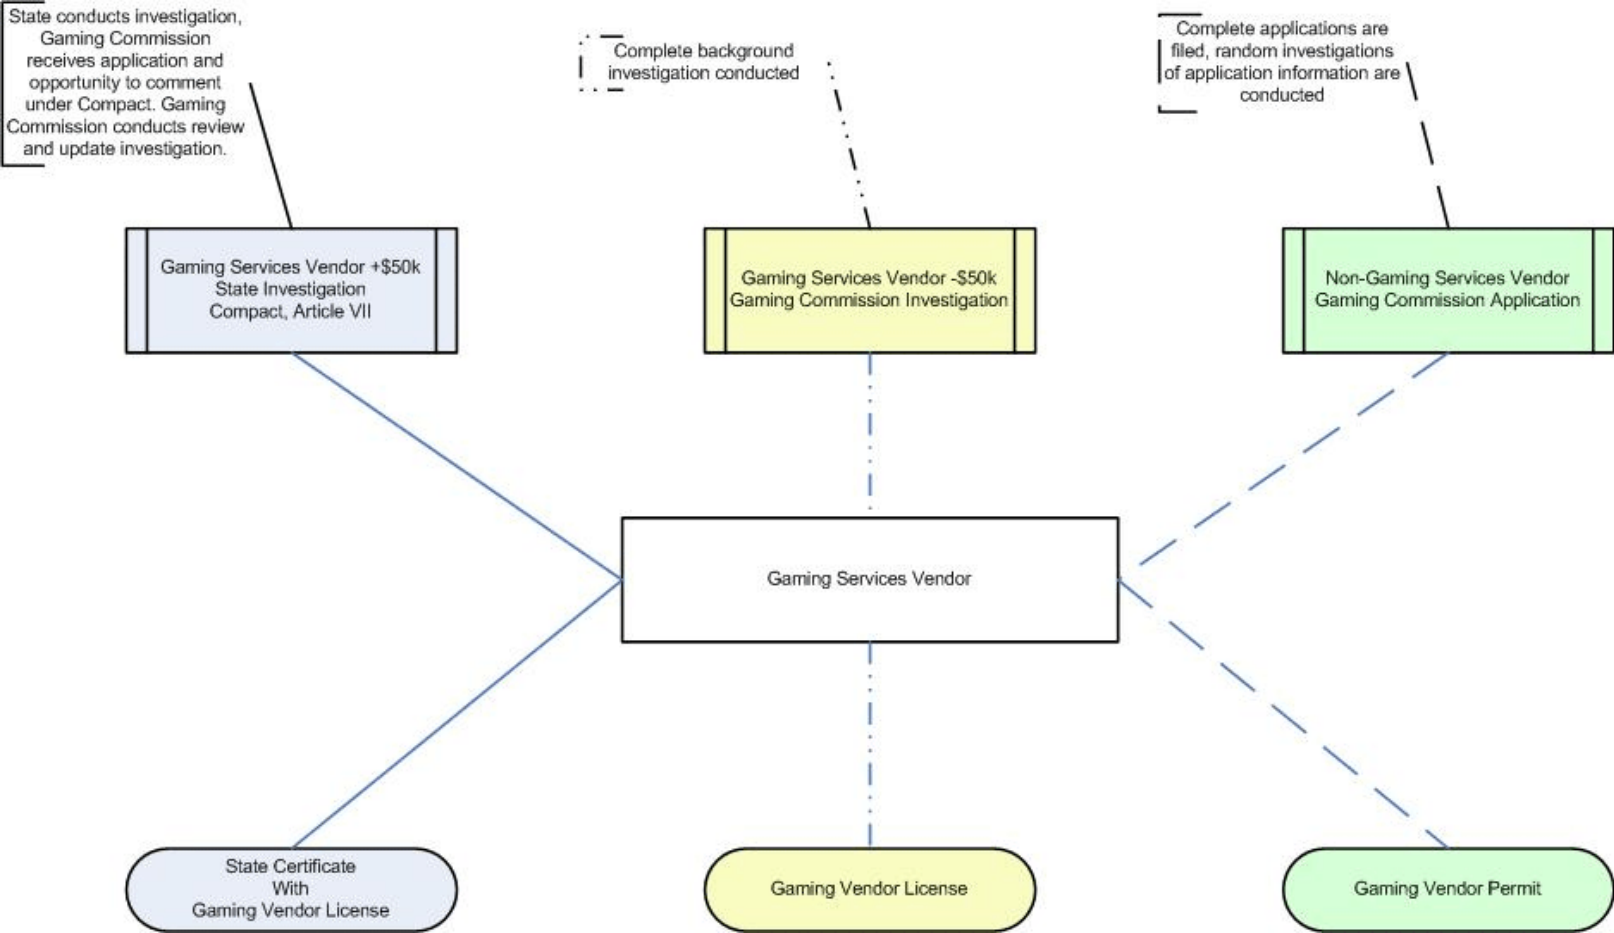 State conducts investigation,
Gaming Commission
receives application and
opportunity to comment
under Compact. Gaming
Commission conducts review
and update investigation.
Complete background
investigation conducted
Complete applications are
filed, random investigations
of application information are
conducted
Gaming Services Vendor +$50k
State Investigation
Compact, Article VII
Gaming Services Vendor -$50k
Gaming Commission Investigation
Non-Gaming Services Vendor
Gaming Commission Application
Gaming Services Vendor
State Certificate
With
Gaming Vendor License
Gaming Vendor License
Gaming Vendor Permit